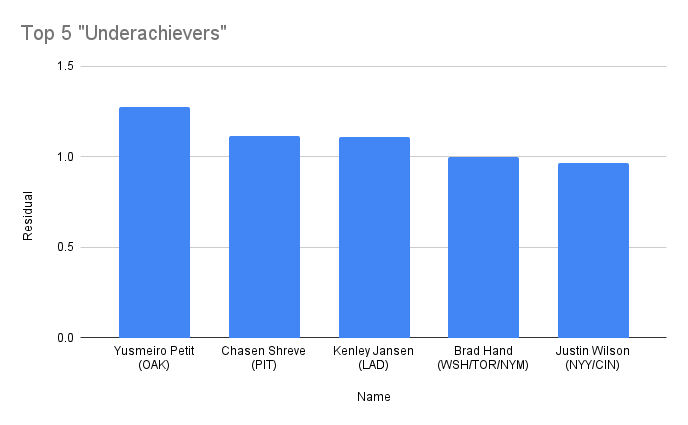 Top 5 "Underachievers"
1.5
1.0
0.5
0.0
Residual
Yusmeiro Petit
(OAK)
Chasen Shreve
(PIT)
Kenley Jansen
(LAD)
Brad Hand
(WSH/TOR/NYM)
Justin Wilson
(NYY/CIN)
Name